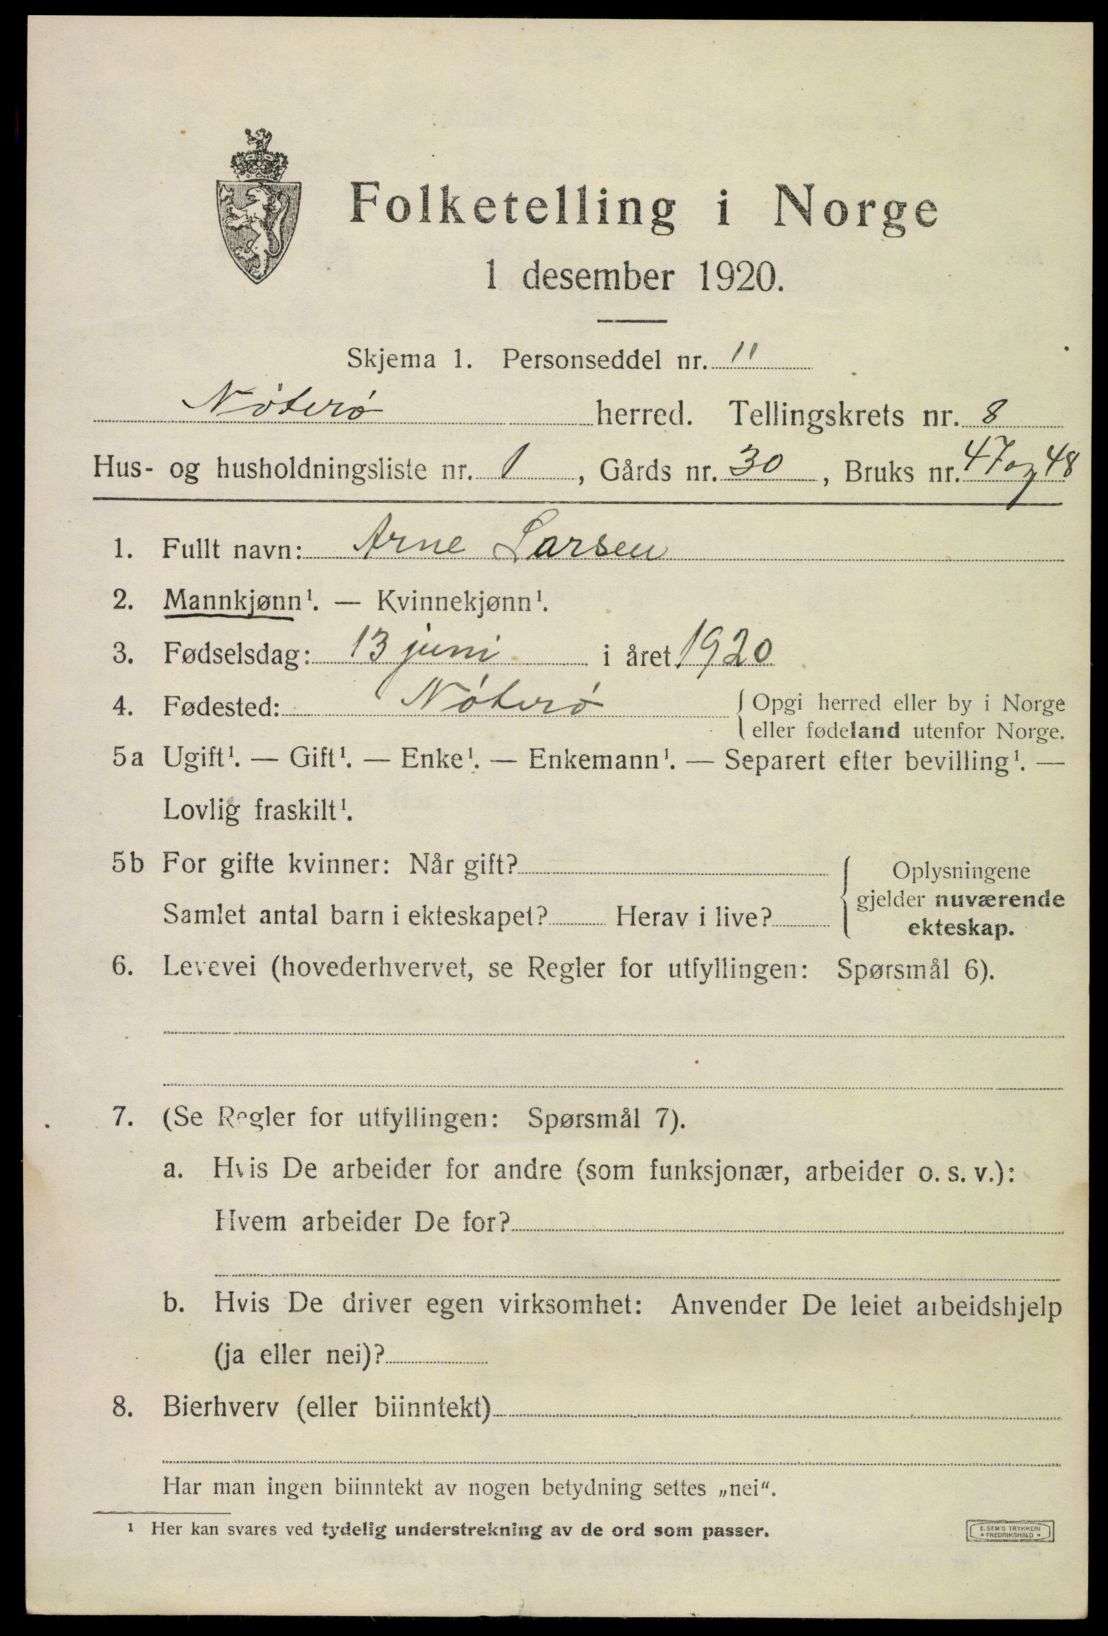 Folketelling i Norge
1 desember 1920.
Skjema 1. Personseddel nr. 11
Nøterø herred. Tellingskrets nr. 8
Hus- og husholdningsliste nr. 1, Gårds nr. 30, Bruks nr. 47 og 48
1. Fullt navn: Arne Larsen
2. Mannkjønn¹. — Kvinnekjønn¹.
3. Fødselsdag: 13 juni i året 1920
4. Fødested: Nøterø { Opgi herred eller by i Norge
eller fødeland utenfor Norge.
5a Ugift¹. — Gift¹. — Enke¹. — Enkemann¹. — Separert efter bevilling¹. —
Lovlig fraskilt¹.
5b For gifte kvinner: Når gift? { Oplysningene
gjelder nuværende
Samlet antal barn i ekteskapet? Herav i live?
ekteskap.
6. Levevei (hovederhvervet, se Regler for utfyllingen: Spørsmål 6).
7. (Se Regler for utfyllingen: Spørsmål 7).
a. Hvis De arbeider for andre (som funksjonær, arbeider o. s. v.):
Hvem arbeider De for?
b. Hvis De driver egen virksomhet: Anvender De leiet arbeidshjelp
(ja eller nei)?
8. Bierhverv (eller biinntekt)
Har man ingen biinntekt av nogen betydning settes „nei“.
¹ Her kan svares ved tydelig understrekning av de ord som passer.
E. SEM'S TRYKKERI
• FREDRIKSHALD •